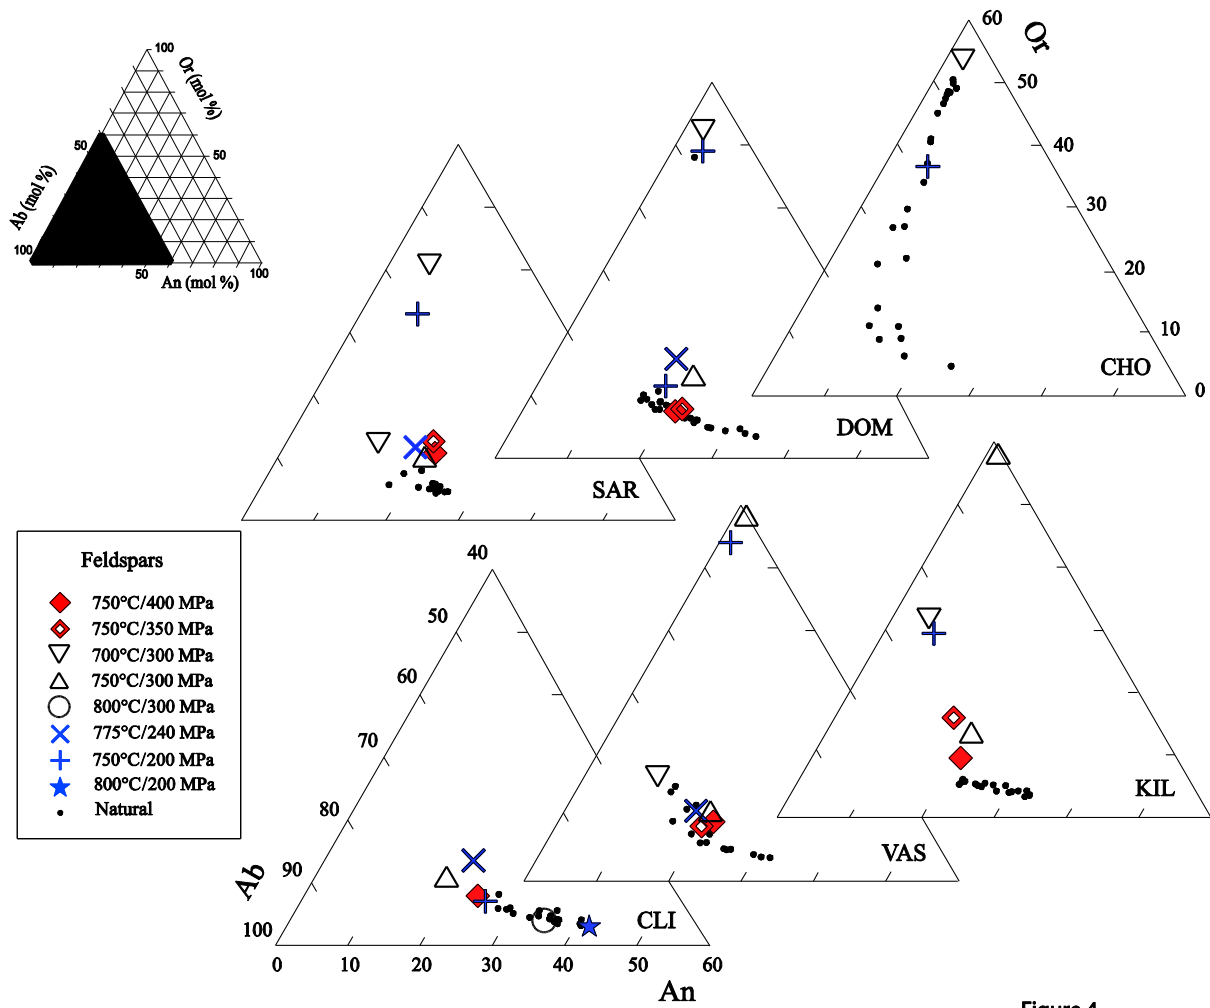 60
Or
100
Or (mol %)
50
50
50
Ab (mol %)
40
30
100
50
100
An (mol %)
20
10
CHO
0
DOM
SAR
Feldspars
750°C/400 MPa
750°C/350 MPa
700°C/300 MPa
750°C/300 MPa
800°C/300 MPa
775°C/240 MPa
750°C/200 MPa
800°C/200 MPa
Natural
40
50
60
70
80
90
100
Ab
KIL
VAS
CLI
0 10 20 30 40 50 60
An